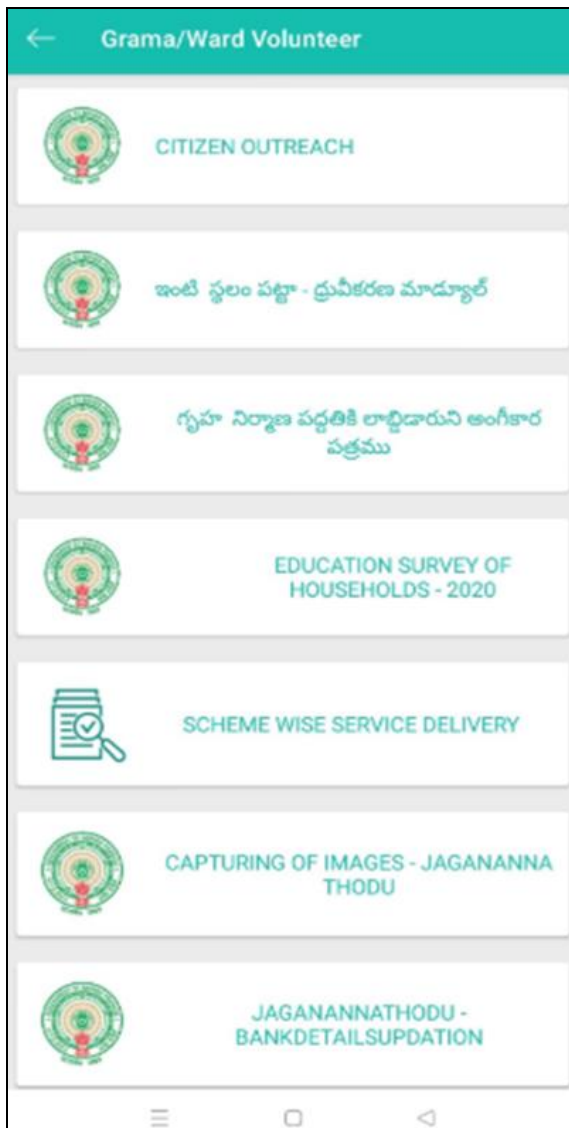 Grama/Ward Volunteer
CITIZEN OUTREACH
ఇంటి స్థలం పట్టా - ధ్రువీకరణ మాడ్యూల్
గృహ నిర్మాణ పద్ధతికి లాబ్ధిడారుని అంగీకార
పత్రము
EDUCATION SURVEY OF
HOUSEHOLDS - 2020
SCHEME WISE SERVICE DELIVERY
CAPTURING OF IMAGES - JAGANANNA
THODU
JAGANANNATHODU -
BANKDETAILSUPDATION